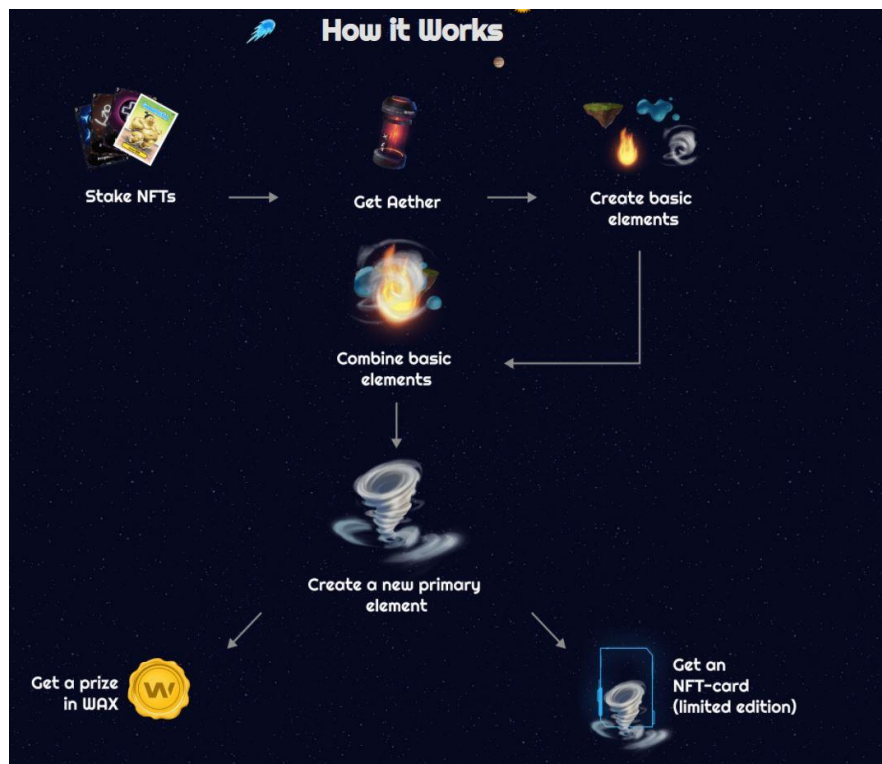 How it Works
Stake NFTs
Get Aether
Create basic
elements
Combine basic
elements
Create a new primary
element
Get a prize
in WAX
W
Get an
NFT-card
(limited edition)